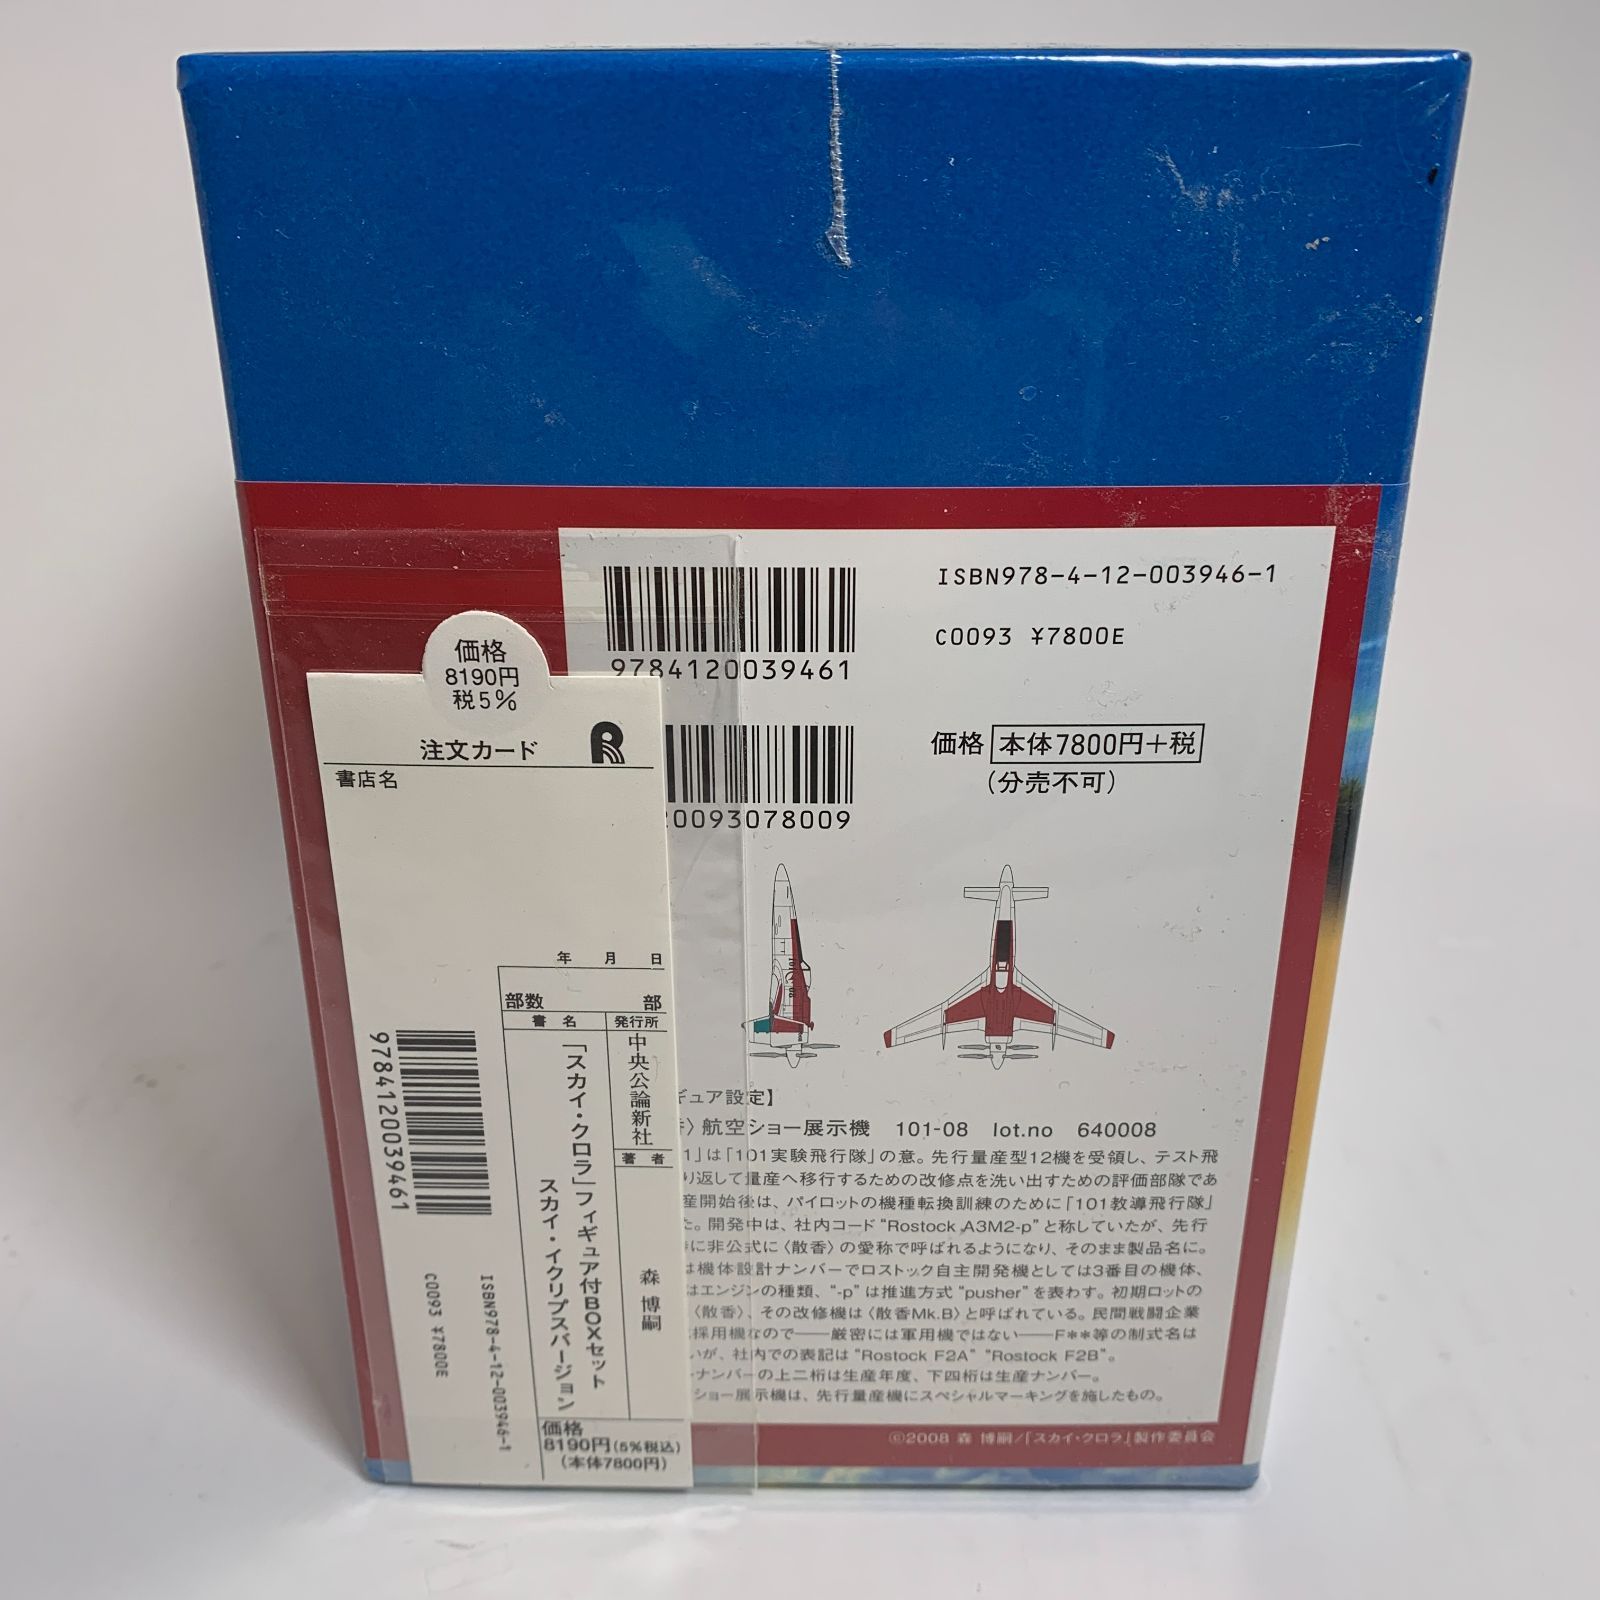 ISBN978-4-12-003946-1
9784120039461
C0093 ¥7800E
価格 本体7800円+税
(分売不可)
20093078009
価格
8190円
税5%
注文カード
書店名
年 月 日
部数 部
書名
発行所
中央公論新社
著者
森 博嗣
「スカイ・クロラ」フィギュア付BOXセット
スカイ・イクリプスバージョン
価格
8190円(5%税込)
(本体7800円)
9784120039461
ISBN978-4-12-003946-1
C0093 ¥7800E
ギュア設定】
〉航空ショー展示機 101-08 lot.no 640008
1」は「101実験飛行隊」の意。先行量産型12機を受領し、テスト飛
り返して量産へ移行するための改修点を洗い出すための評価部隊であ
産開始後は、パイロットの機種転換訓練のために「101教導飛行隊」
た。開発中は、社内コード“Rostock A3M2-p”と称していたが、先行
に非公式に〈散香〉の愛称で呼ばれるようになり、そのまま製品名に。
は機体設計ナンバーでロストック自主開発機としては3番目の機体、
はエンジンの種類、“-p”は推進方式“pusher”を表わす。初期ロットの
〈散香〉、その改修機は〈散香Mk.B〉と呼ばれている。民間戦闘企業
採用機なので──厳密には軍用機ではない──F**等の制式名は
いが、社内での表記は“Rostock F2A”“Rostock F2B”。
ナンバーの上二桁は生産年度、下四桁は生産ナンバー。
ショー展示機は、先行量産機にスペシャルマーキングを施したもの。
©2008 森 博嗣/「スカイ・クロラ」製作委員会